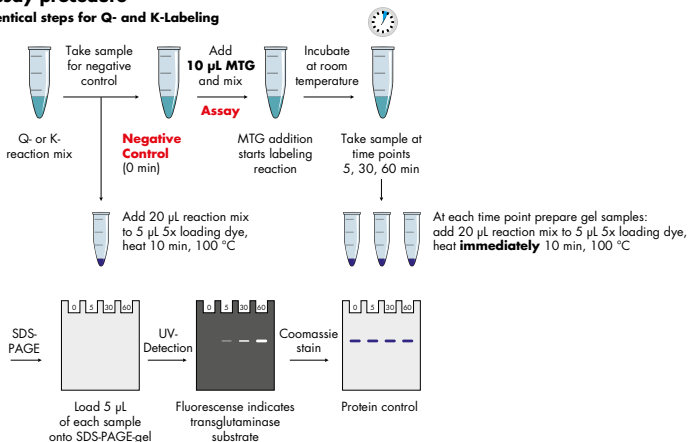 entical steps for Q- and K-Labeling
Take sample
for negative
control
Add
10 µL MTG
and mix
Incubate
at room
temperature
Assay
Q- or K-
reaction mix
Negative
Control
(0 min)
MTG addition
starts labeling
reaction
Take sample at
time points
5, 30, 60 min
Add 20 µL reaction mix
to 5 µL 5x loading dye,
heat 10 min, 100 °C
At each time point prepare gel samples:
add 20 µL reaction mix to 5 µL 5x loading dye,
heat immediately 10 min, 100 °C
SDS-
PAGE
0 5 30 60
UV-
Detection
0 5 30 60
Coomassie
stain
0 5 30 60
Load 5 µL
of each sample
onto SDS-PAGE-gel
Fluorescense indicates
transglutaminase
substrate
Protein control